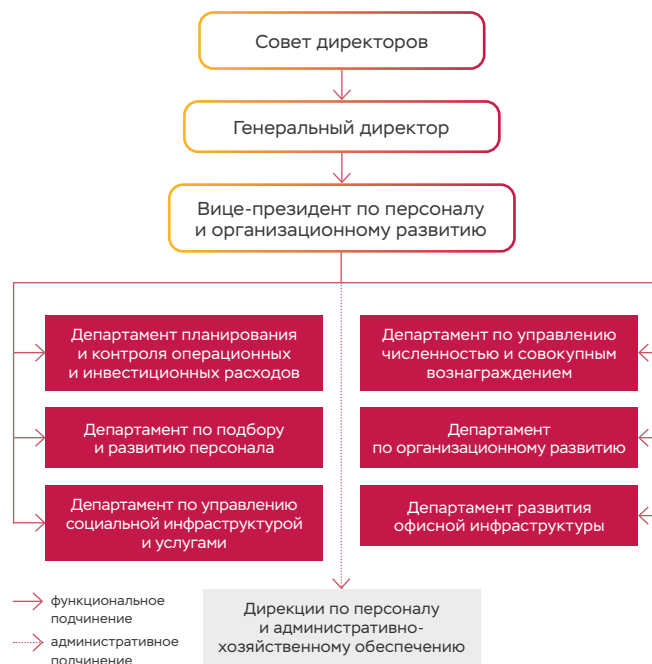 Совет директоров
Генеральный директор
Вице-президент по персоналу
и организационному развитию
Департамент планирования
и контроля операционных
и инвестиционных расходов
Департамент по управлению
численностью и совокупным
вознаграждением
Департамент по подбору
и развитию персонала
Департамент
по организационному развитию
Департамент по управлению
социальной инфраструктурой
и услугами
Департамент развития
офисной инфраструктуры
функциональное
подчинение
административное
подчинение
Дирекции по персоналу
и административно-
хозяйственному обеспечению